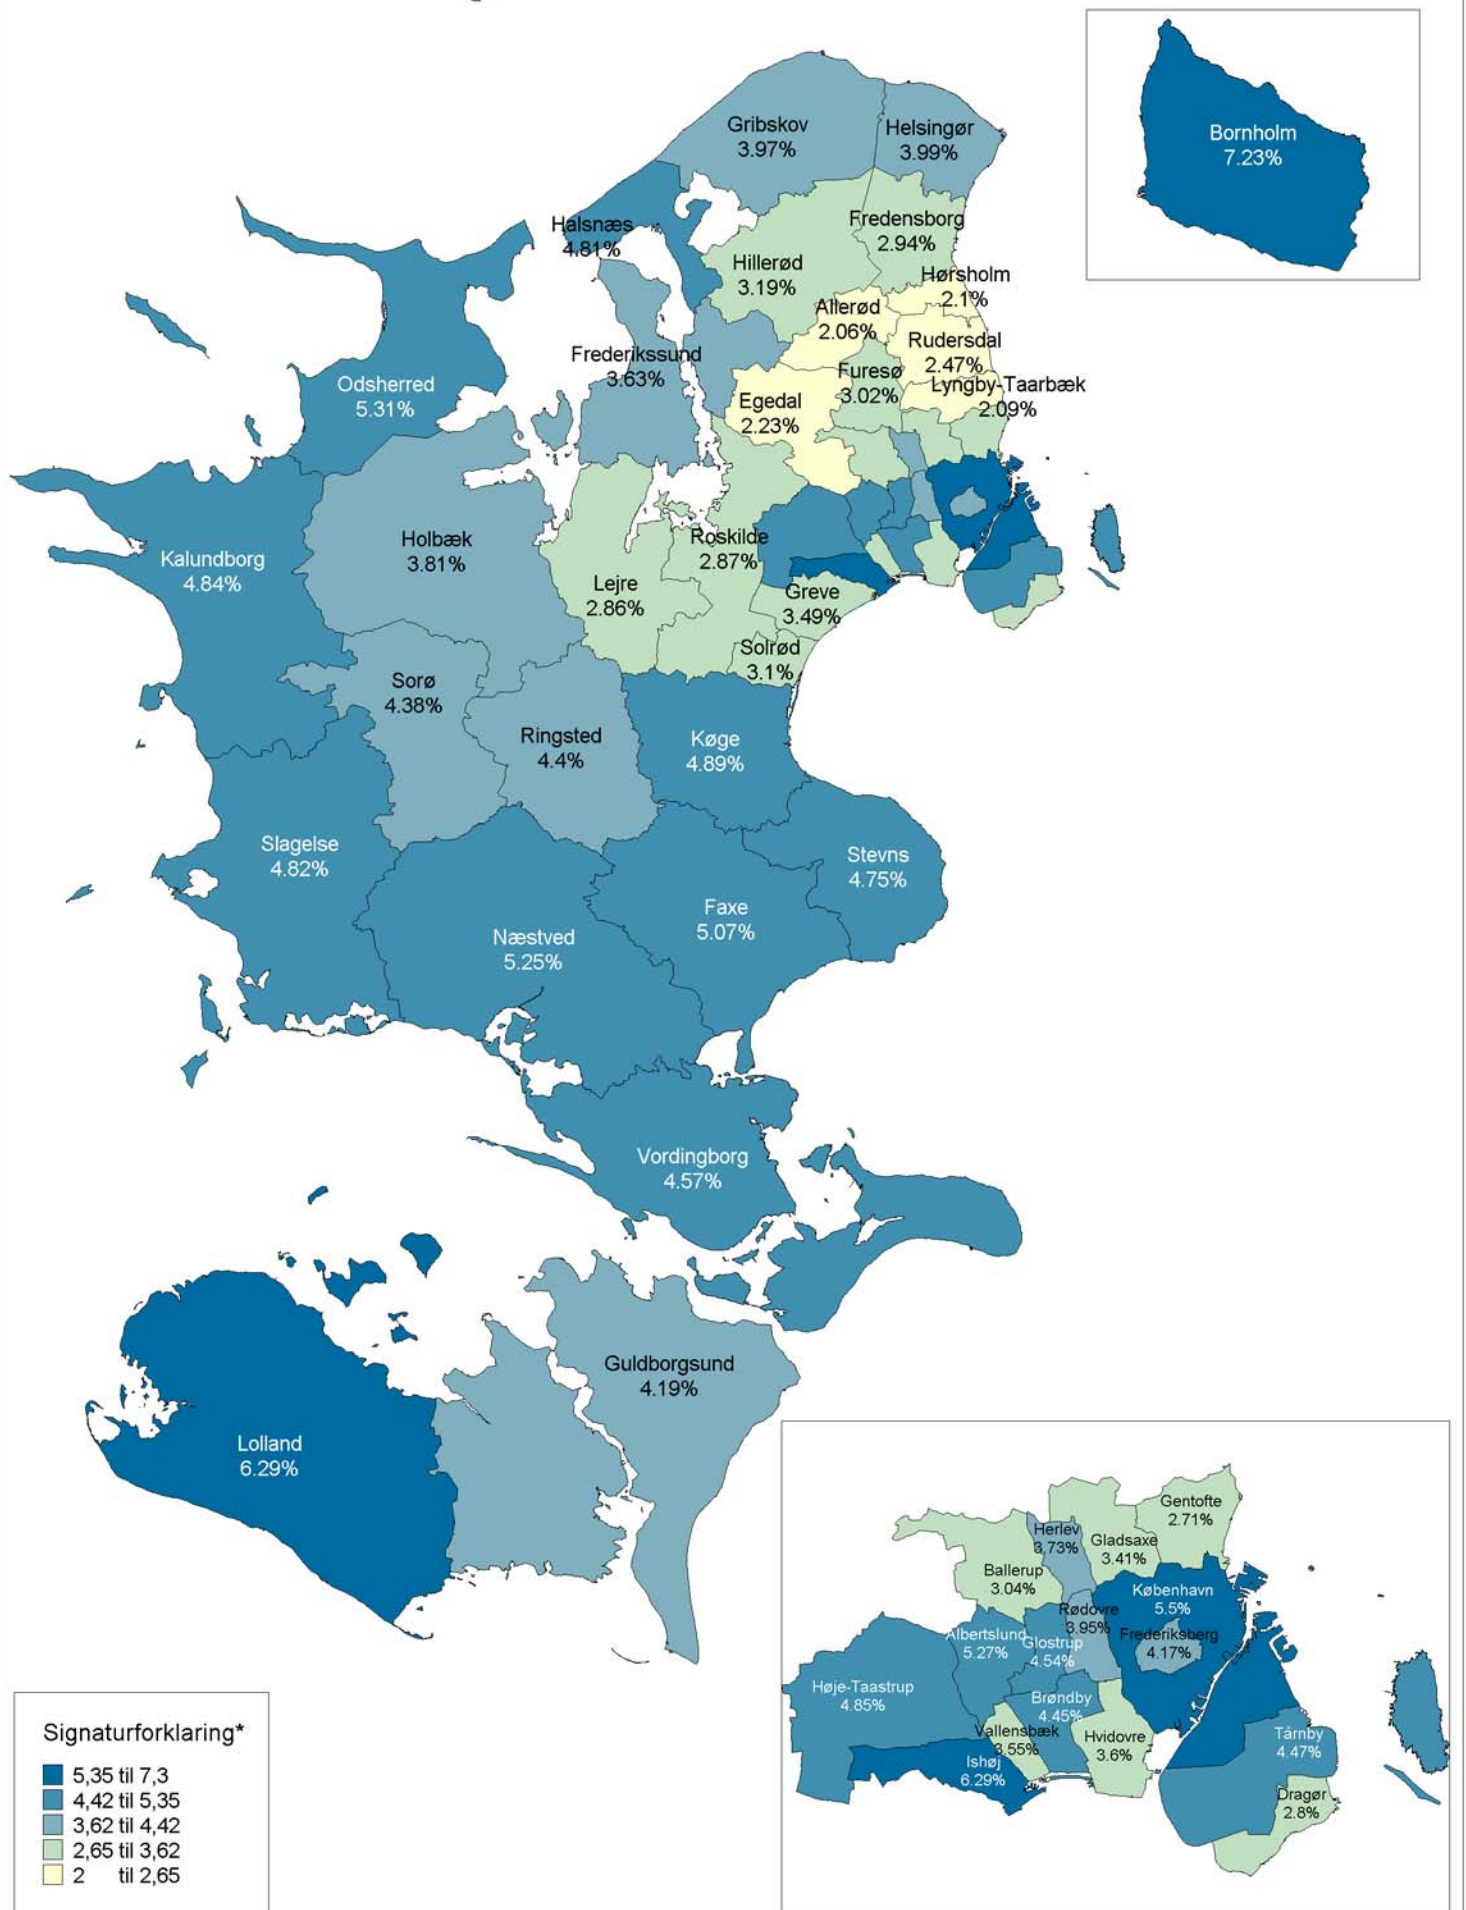 Bornholm
7.23%
Gribskov
3.97%
Helsingør
3.99%
Halsnæs
4.81%
Fredensborg
2.94%
Hillerød
3.19%
Hørsholm
2.1%
Allerød
2.06%
Rudersdal
2.47%
Frederikssund
3.63%
Furesø
3.02%
Lyngby-Taarbæk
2.09%
Odsherred
5.31%
Egedal
2.23%
Holbæk
3.81%
Roskilde
2.87%
Kalundborg
4.84%
Lejre
2.86%
Greve
3.49%
Solrød
3.1%
Sorø
4.38%
Ringsted
4.4%
Køge
4.89%
Slagelse
4.82%
Stevns
4.75%
Faxe
5.07%
Næstved
5.25%
Vordingborg
4.57%
Guldborgsund
4.19%
Lolland
6.29%
Gentofte
2.71%
Herlev
3.73%
Gladsaxe
3.41%
Ballerup
3.04%
København
5.5%
Rødovre
3.95%
Frederiksberg
4.17%
Albertslund
5.27%
Glostrup
4.54%
Høje-Taastrup
4.85%
Brøndby
4.45%
Vallensbæk
3.55%
Hvidovre
3.6%
Tårnby
4.47%
Ishøj
6.29%
Dragør
2.8%
Signaturforklaring*
5,35 til 7,3
4,42 til 5,35
3,62 til 4,42
2,65 til 3,62
2 til 2,65